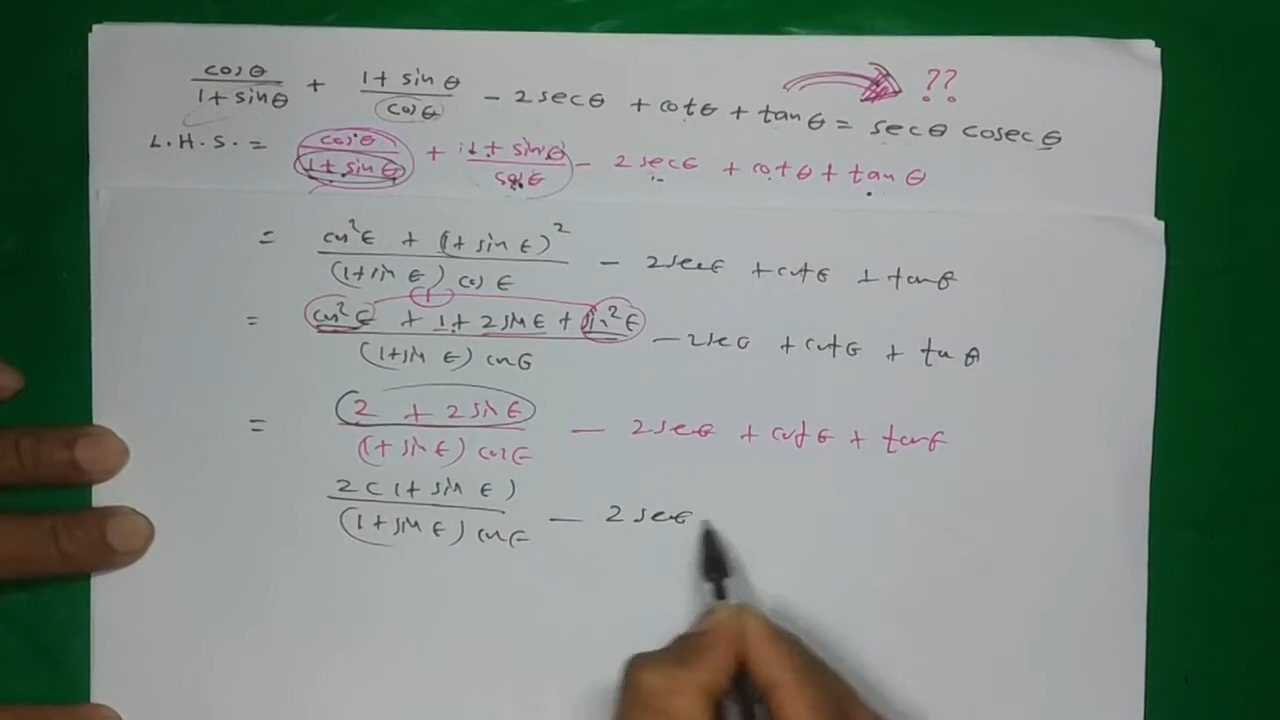 cosθ/(1+sinθ) + (1+sinθ)/cosθ − 2secθ + cotθ + tanθ = secθ cosecθ ??
L.H.S. = cosθ/(1+sinθ) + (1+sinθ)/cosθ − 2secθ + cotθ + tanθ
= (cos²θ + (1+sinθ)²)/((1+sinθ) cosθ) − 2secθ + cotθ + tanθ
1
= (cos²θ + 1 + 2sinθ + sin²θ)/((1+sinθ) cosθ) − 2secθ + cotθ + tanθ
= (2 + 2sinθ)/((1+sinθ) cosθ) − 2secθ + cotθ + tanθ
2(1+sinθ)/((1+sinθ) cosθ) − 2secθ